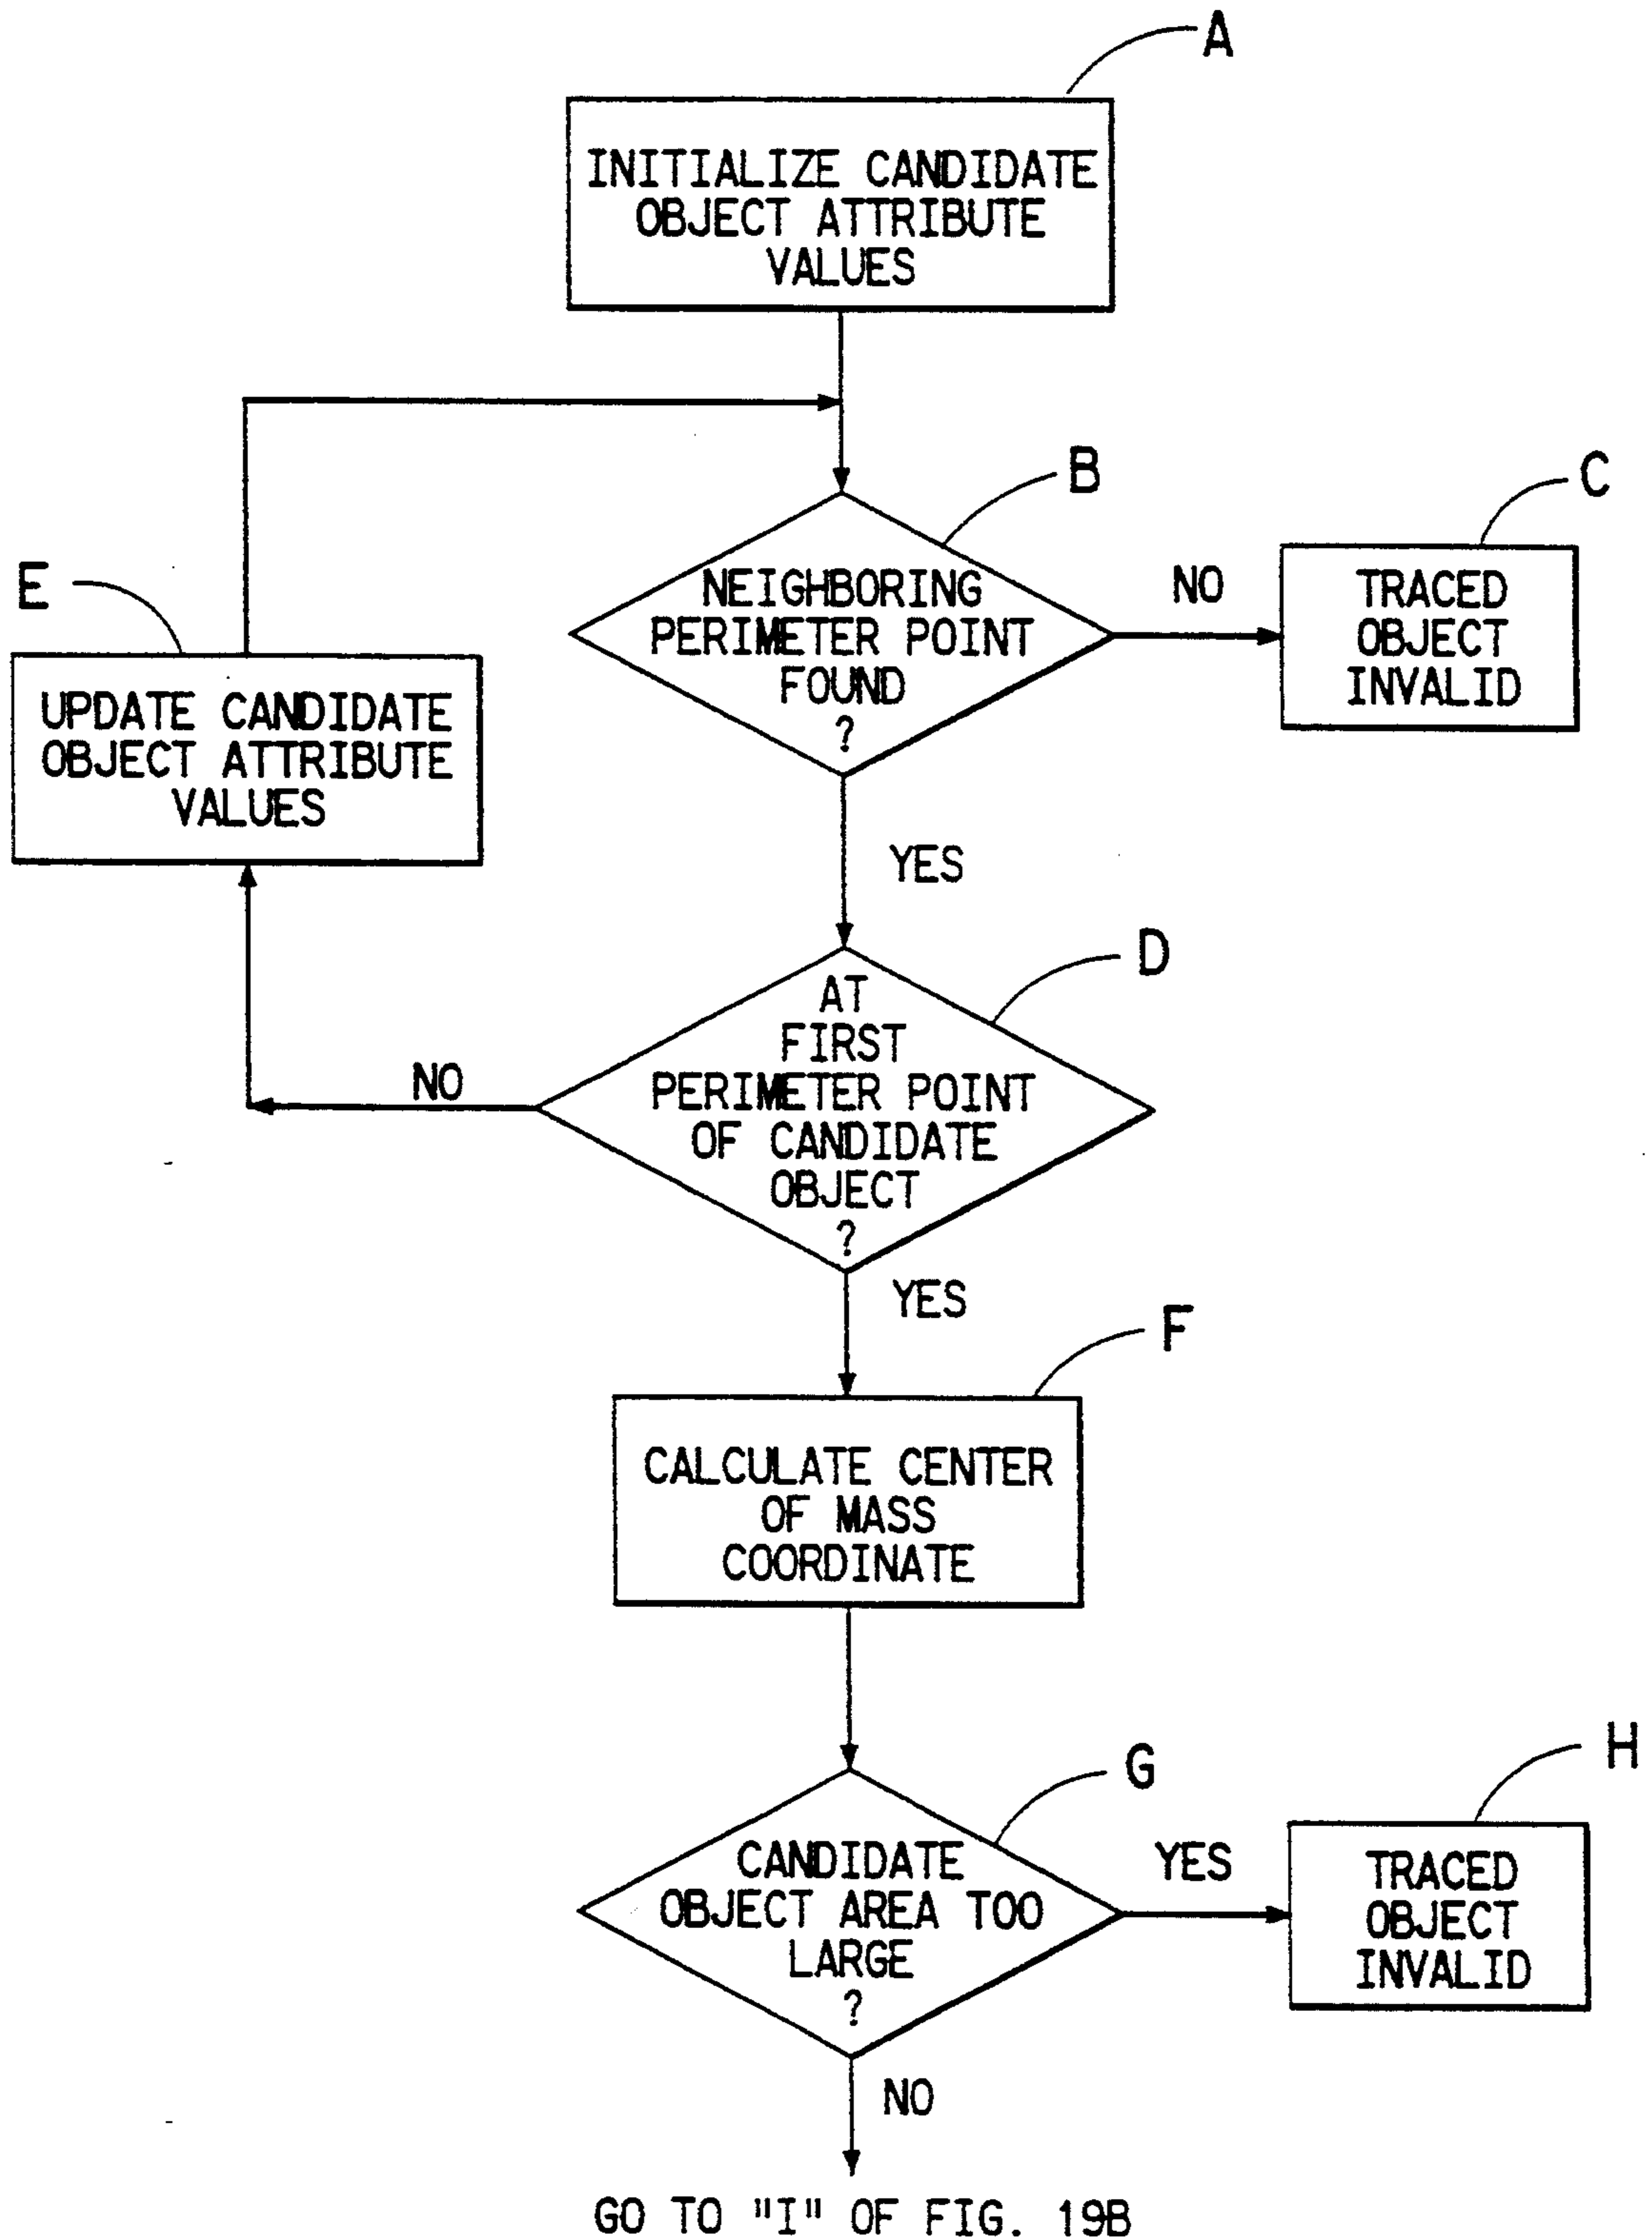 A
INITIALIZE CANDIDATE
OBJECT ATTRIBUTE
VALUES
B
C
NEIGHBORING
PERIMETER POINT
FOUND
?
NO
TRACED
OBJECT
INVALID
E
UPDATE CANDIDATE
OBJECT ATTRIBUTE
VALUES
YES
D
AT
FIRST
PERIMETER POINT
OF CANDIDATE
OBJECT
?
NO
YES
F
CALCULATE CENTER
OF MASS
COORDINATE
G
H
CANDIDATE
OBJECT AREA TOO
LARGE
?
YES
TRACED
OBJECT
INVALID
NO
GO TO "I" OF FIG. 19B